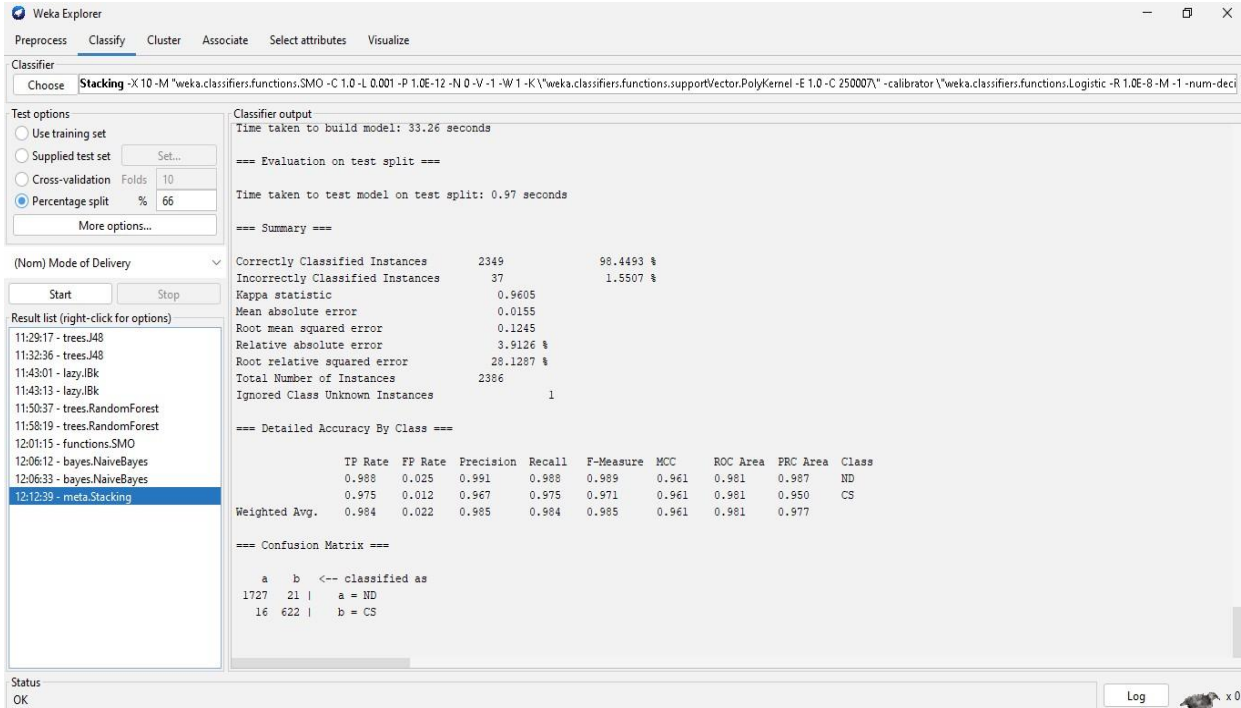 Weka Explorer
Preprocess Classify Cluster Associate Select attributes Visualize
Classifier
Choose Stacking -X 10 -M "weka.classifiers.functions.SMO -C 1.0 -L 0.001 -P 1.0E-12 -N 0 -V -1 -W 1 -K \"weka.classifiers.functions.supportVector.PolyKernel -E 1.0 -C 250007\" -calibrator \"weka.classifiers.functions.Logistic -R 1.0E-8 -M -1 -num-deci
Test options
Use training set
Supplied test set Set...
Cross-validation Folds 10
Percentage split % 66
More options...
(Nom) Mode of Delivery
Start Stop
Result list (right-click for options)
11:29:17 - trees.J48
11:32:36 - trees.J48
11:43:01 - lazy.IBk
11:43:13 - lazy.IBk
11:50:37 - trees.RandomForest
11:58:19 - trees.RandomForest
12:01:15 - functions.SMO
12:06:12 - bayes.NaiveBayes
12:06:33 - bayes.NaiveBayes
12:12:39 - meta.Stacking
Classifier output
Time taken to build model: 33.26 seconds
=== Evaluation on test split ===
Time taken to test model on test split: 0.97 seconds
=== Summary ===
Correctly Classified Instances 2349 98.4493 %
Incorrectly Classified Instances 37 1.5507 %
Kappa statistic 0.9605
Mean absolute error 0.0155
Root mean squared error 0.1245
Relative absolute error 3.9126 %
Root relative squared error 28.1287 %
Total Number of Instances 2386
Ignored Class Unknown Instances 1
=== Detailed Accuracy By Class ===
TP Rate FP Rate Precision Recall F-Measure MCC ROC Area PRC Area Class
0.988 0.025 0.991 0.988 0.989 0.961 0.981 0.987 ND
0.975 0.012 0.967 0.975 0.971 0.961 0.981 0.950 CS
Weighted Avg. 0.984 0.022 0.985 0.984 0.985 0.961 0.981 0.977
=== Confusion Matrix ===
a b <-- classified as
1727 21 | a = ND
16 622 | b = CS
Status
OK
Log x 0